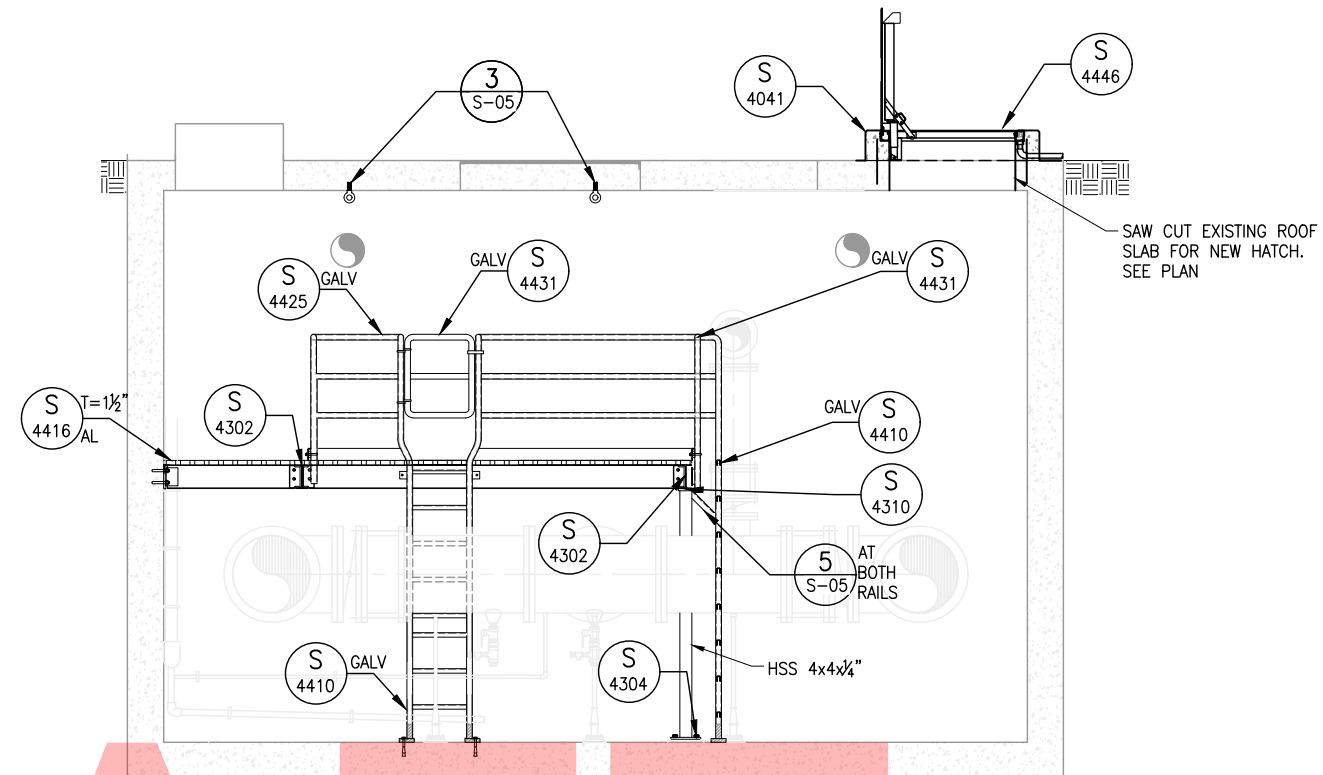 3
S-05
S
4041
S
4446
SAW CUT EXISTING ROOF
SLAB FOR NEW HATCH.
SEE PLAN
S
4425
GALV
GALV
S
4431
GALV
S
4431
S
4416
T=1½"
AL
S
4302
GALV
S
4410
S
4310
S
4302
5
S-05
AT
BOTH
RAILS
S
4410
GALV
S
4304
HSS 4x4x¼"